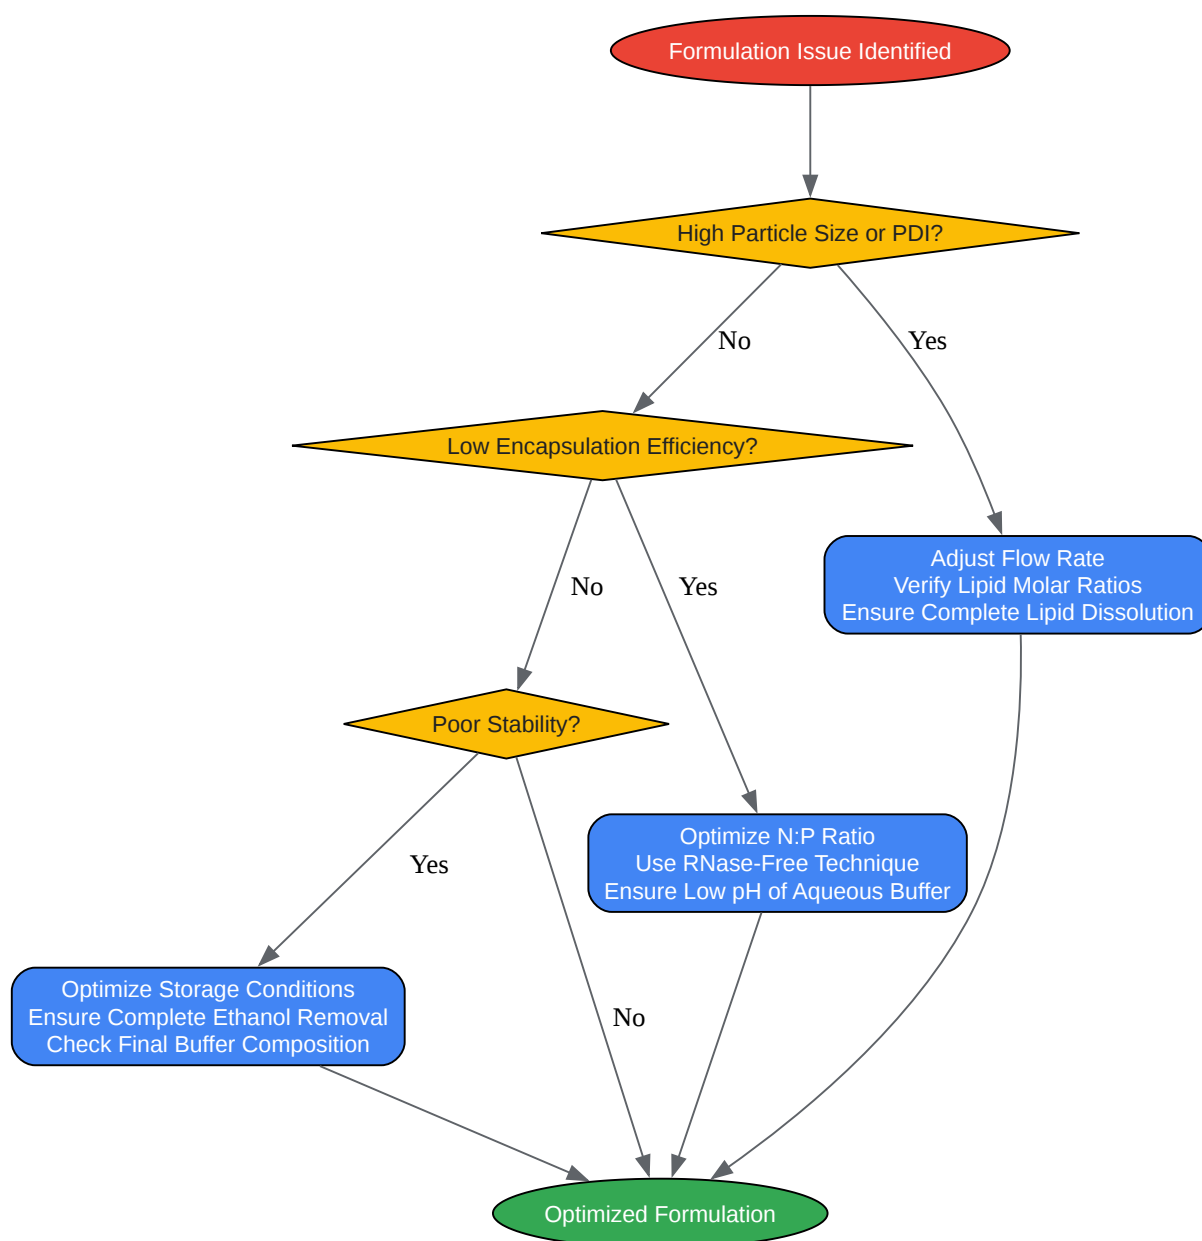 Formulation Issue Identified
High Particle Size or PDI?
No
Yes
Low Encapsulation Efficiency?
Adjust Flow Rate
Verify Lipid Molar Ratios
Ensure Complete Lipid Dissolution
No
Yes
Poor Stability?
Optimize N:P Ratio
Use RNase-Free Technique
Ensure Low pH of Aqueous Buffer
Yes
No
Optimize Storage Conditions
Ensure Complete Ethanol Removal
Check Final Buffer Composition
Optimized Formulation